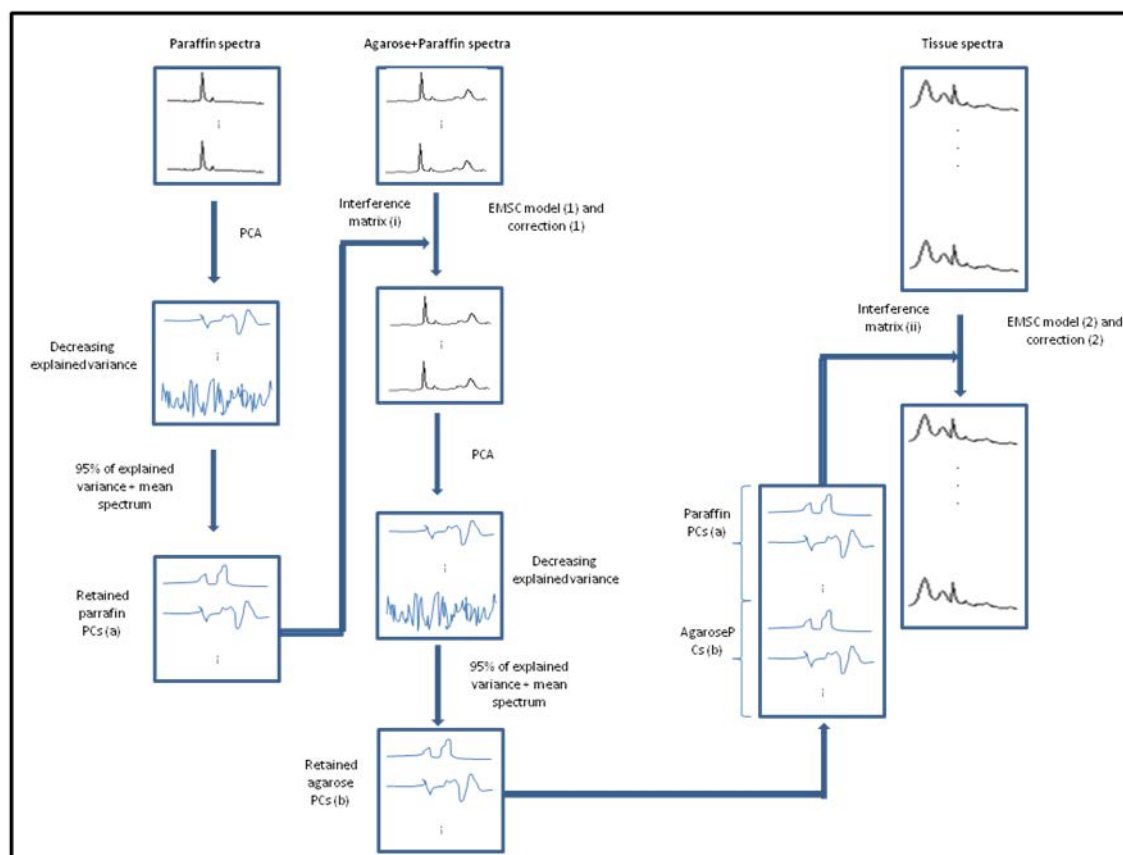 Paraffin spectra
Agarose+Paraffin spectra
Tissue spectra
PCA
Interference
matrix (i)
EMSC model (1) and
correction (1)
Decreasing
explained variance
Interference
matrix (ii)
EMSC model (2) and
correction (2)
PCA
95% of explained
variance + mean
spectrum
Paraffin
PCs (a)
Decreasing
explained variance
Retained
parrafin
PCs (a)
AgaroseP
Cs (b)
95% of explained
variance + mean
spectrum
Retained
agarose
PCs (b)